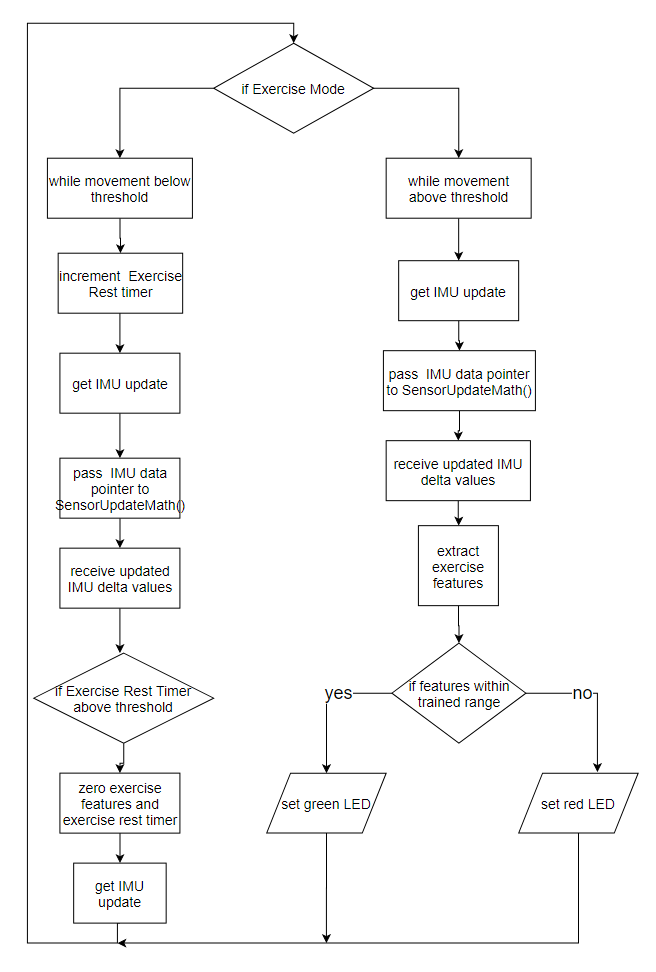 if Exercise Mode
while movement below
threshold
increment  Exercise
Rest timer
get IMU update
pass  IMU data
pointer to
SensorUpdateMath()
receive updated
IMU delta values
if Exercise Rest Timer
above threshold
zero exercise
features and
exercise rest timer
get IMU
update
while movement
above threshold
get IMU update
pass  IMU data pointer
to SensorUpdateMath()
receive updated IMU
delta values
extract
exercise
features
if features within
trained range
yes
no
set green LED
set red LED